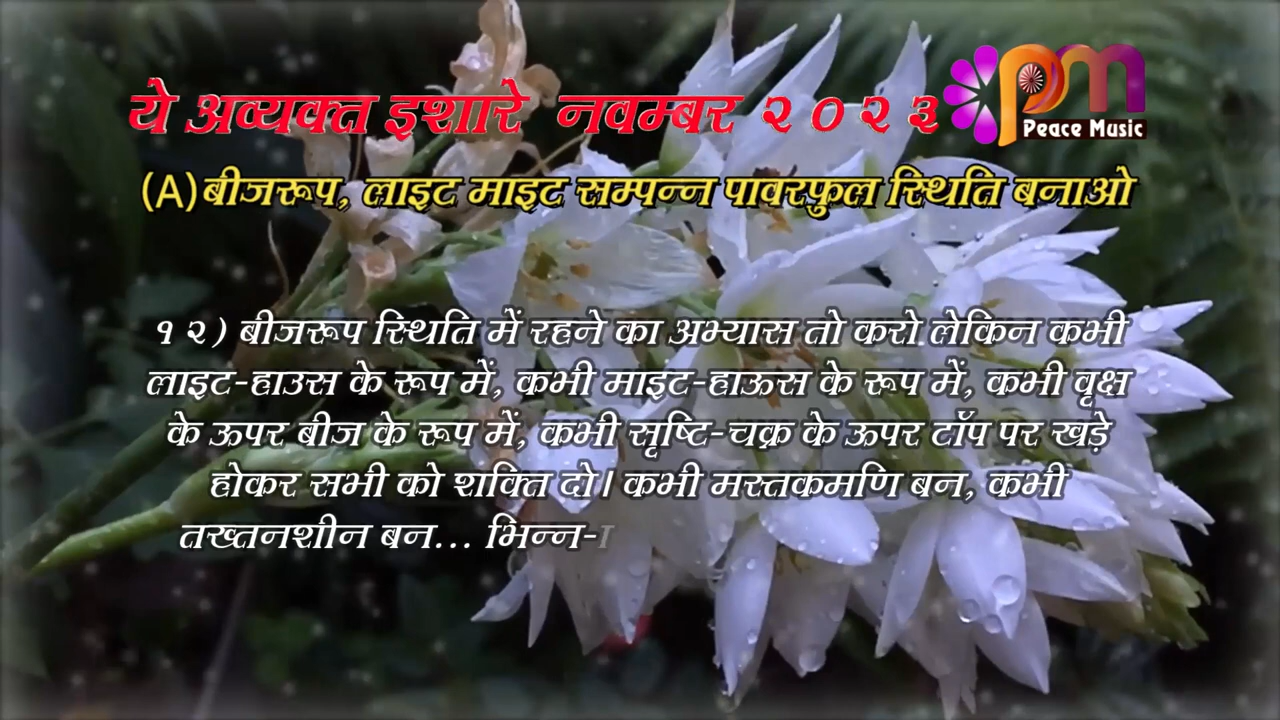 ये अव्यक्त इशारे नवम्बर २०२३
pm
Peace Music
(A) बीजरूप, लाइट माइट सम्पन्न पावरफुल स्थिति बनाओ
१२) बीजरूप स्थिति में रहने का अभ्यास तो करो लेकिन कभी
लाइट-हाउस के रूप में, कभी माइट-हाऊस के रूप में, कभी वृक्ष
के ऊपर बीज के रूप में, कभी सृष्टि-चक्र के ऊपर टॉप पर खड़े
होकर सभी को शक्ति दो। कभी मस्तकमणि बन, कभी
तख्तनशीन बन... भिन्न-